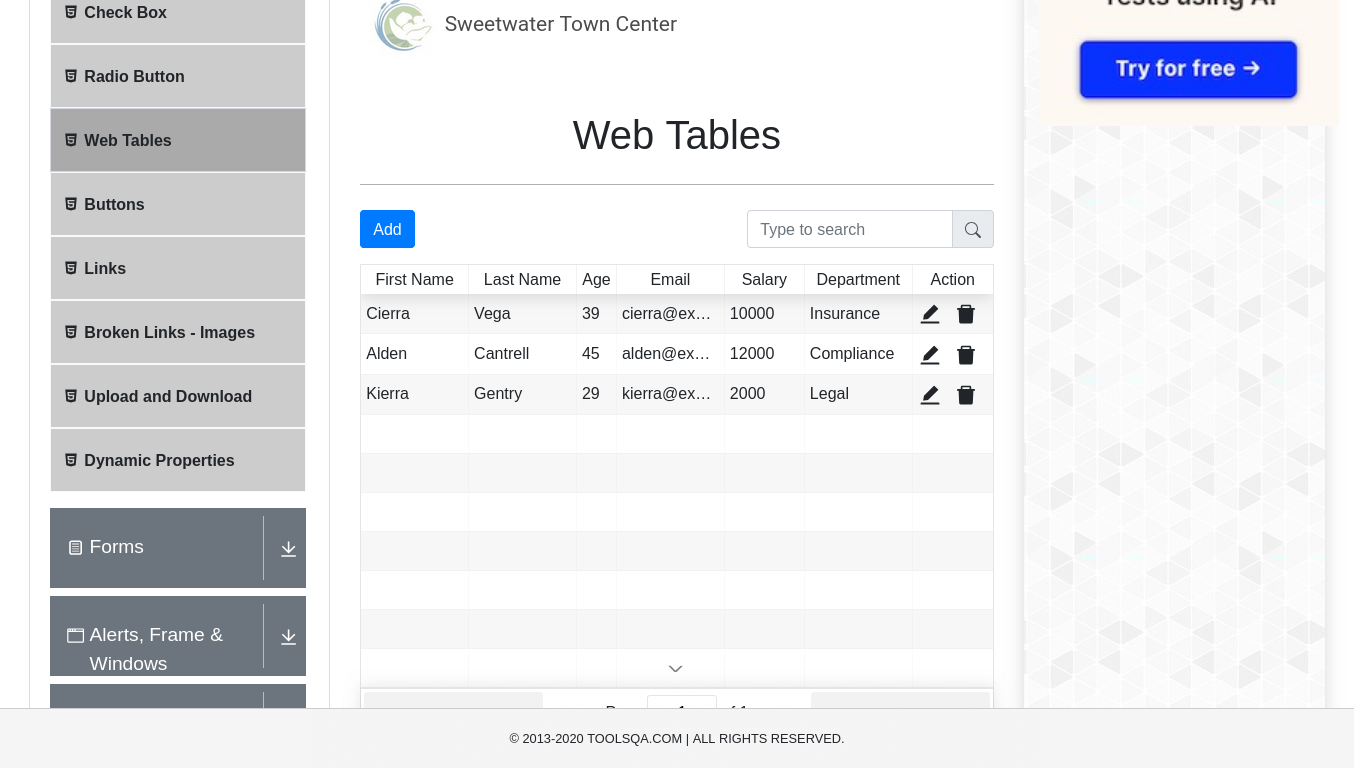 Check Box
Radio Button
Web Tables
Buttons
Links
Broken Links - Images
Upload and Download
Dynamic Properties
Forms
Alerts, Frame &
Windows
Sweetwater Town Center
Web Tables
Add
Type to search
First Name Last Name Age Email Salary Department Action
Cierra Vega 39 cierra@ex… 10000 Insurance
Alden Cantrell 45 alden@ex… 12000 Compliance
Kierra Gentry 29 kierra@ex… 2000 Legal
Tests using AI
Try for free →
© 2013-2020 TOOLSQA.COM | ALL RIGHTS RESERVED.